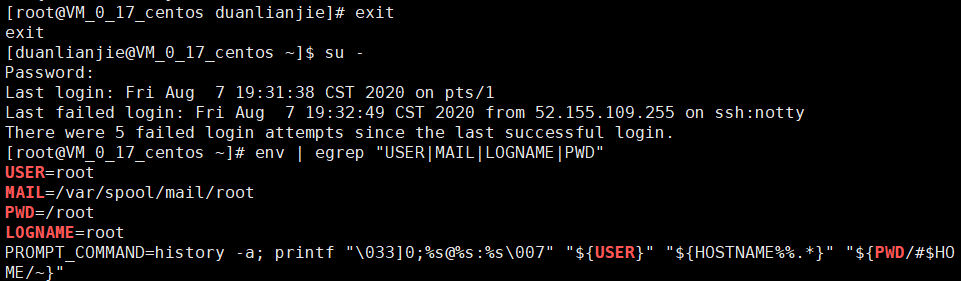 [root@VM_0_17_centos duanlianjie]# exit
exit
[duanlianjie@VM_0_17_centos ~]$ su -
Password:
Last login: Fri Aug  7 19:31:38 CST 2020 on pts/1
Last failed login: Fri Aug  7 19:32:49 CST 2020 from 52.155.109.255 on ssh:notty
There were 5 failed login attempts since the last successful login.
[root@VM_0_17_centos ~]# env | egrep "USER|MAIL|LOGNAME|PWD"
USER=root
MAIL=/var/spool/mail/root
PWD=/root
LOGNAME=root
PROMPT_COMMAND=history -a; printf "\033]0;%s@%s:%s\007" "${USER}" "${HOSTNAME%%.*}" "${PWD/#$HO
ME/~}"